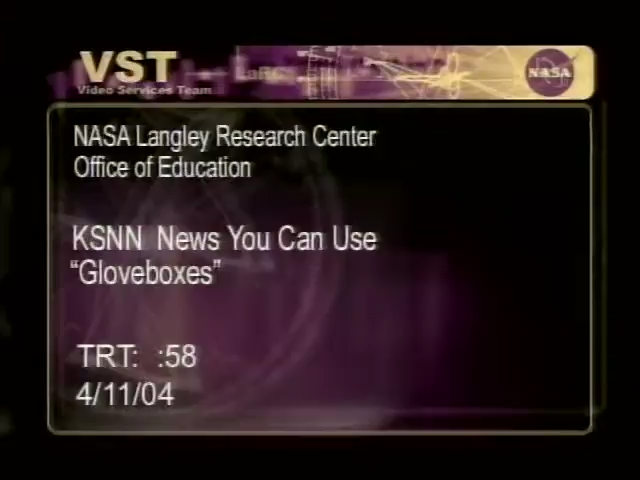 VST
Video Services Team
LaRC
NASA
NASA Langley Research Center
Office of Education
KSNN News You Can Use
“Gloveboxes”
TRT: :58
4/11/04